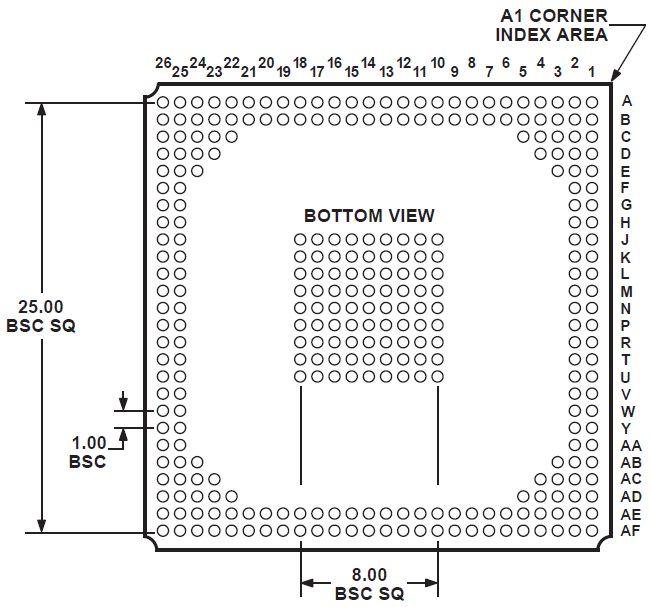 A1 CORNER
INDEX AREA
26 24 22 20 18 16 14 12 10 8 6 4 2
25 23 21 19 17 15 13 11 9 7 5 3 1
A
B
C
D
E
F
G
BOTTOM VIEW
H
J
K
L
M
N
25.00
BSC SQ
P
R
T
U
V
W
Y
1.00
BSC
AA
AB
AC
AD
AE
AF
8.00
BSC SQ